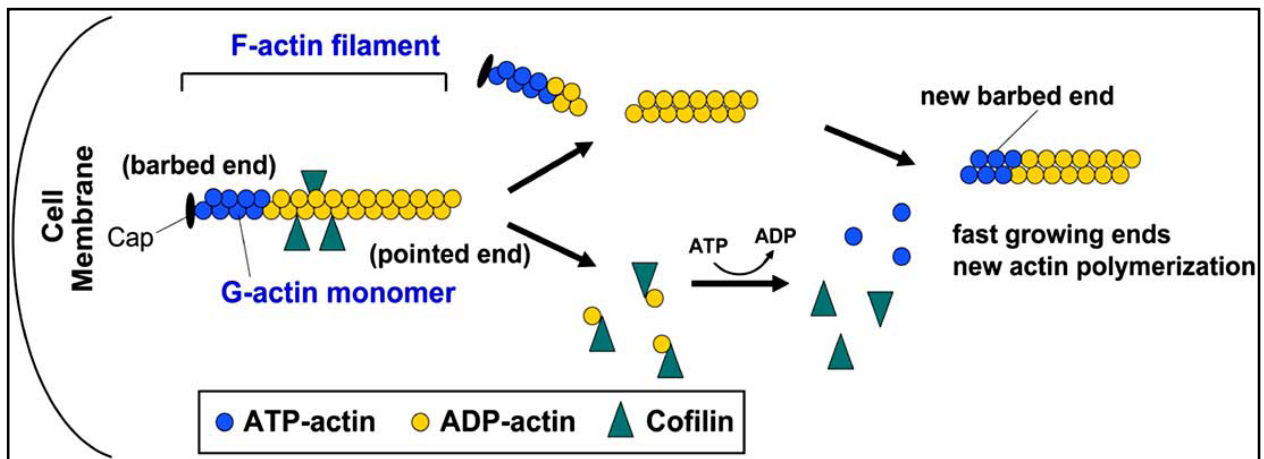 F-actin filament
new barbed end
(barbed end)
Cell
Membrane
Cap
(pointed end)
G-actin monomer
ATP
ADP
fast growing ends
new actin polymerization
ATP-actin
ADP-actin
Cofilin